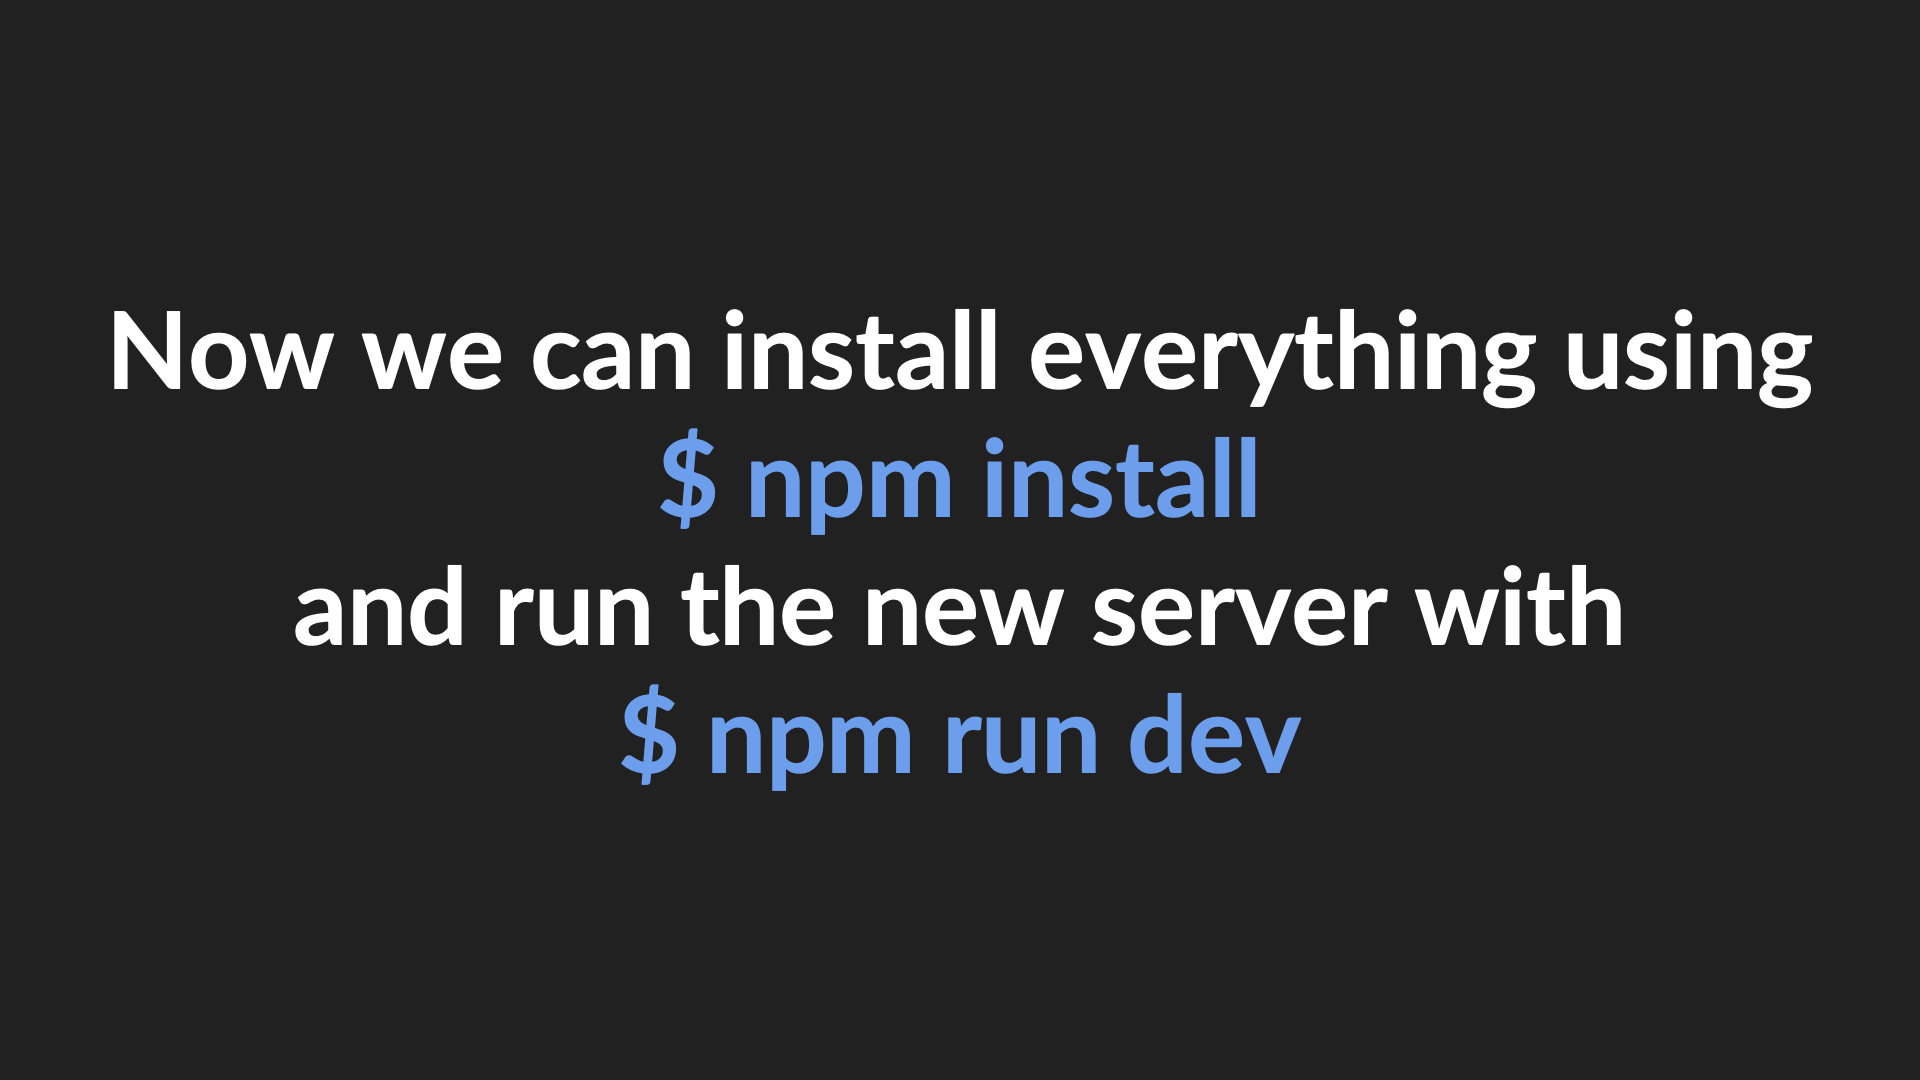 Now we can install everything using
$ npm install
and run the new server with
$ npm run dev